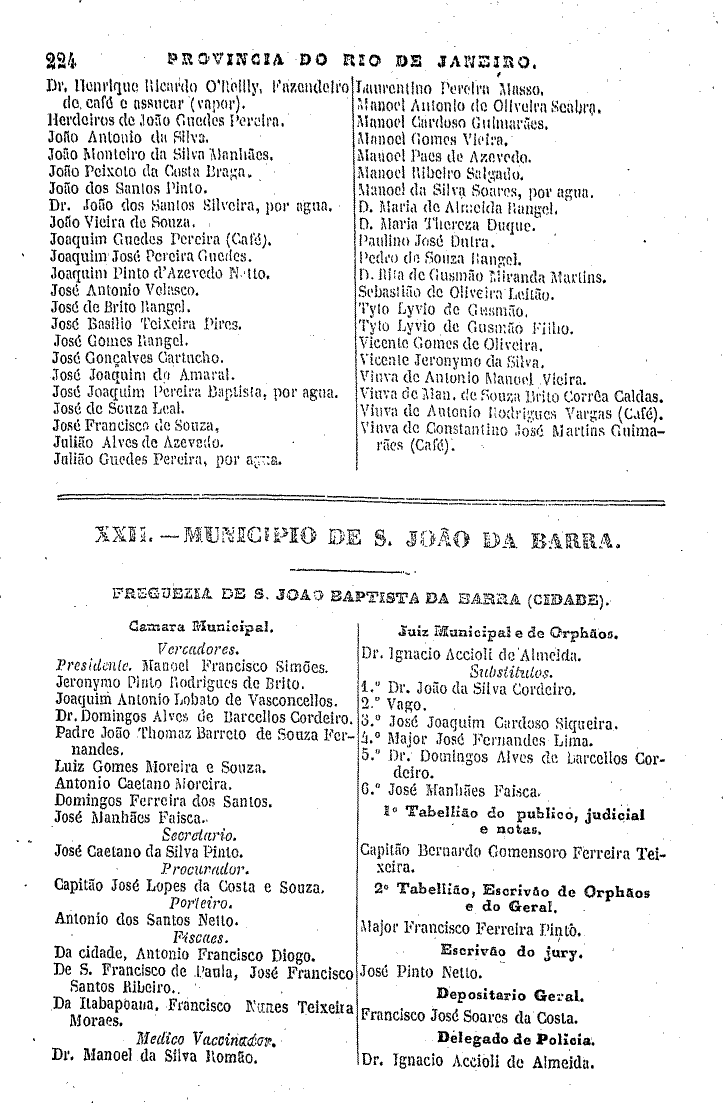 224 PROVINCIA DO RIO DE JANEIRO.
Dr. Henrique Ricardo O'Reilly, Fazendeiro
de café e assucar (vapor).
Herdeiros de João Guedes Pereira.
João Antonio da Silva.
João Monteiro da Silva Manhães.
João Peixoto da Costa Braga.
João dos Santos Pinto.
Dr. João dos Santos Silveira, por agua.
João Vieira de Souza.
Joaquim Guedes Pereira (Café).
Joaquim José Pereira Guedes.
Joaquim Pinto d'Azevedo Netto.
José Antonio Velasco.
José de Brito Rangel.
José Basilio Teixeira Pires.
José Gomes Rangel.
José Gonçalves Cartucho.
José Joaquim do Amaral.
José Joaquim Pereira Baptista, por agua.
José de Souza Leal.
José Francisco de Souza,
Julião Alves de Azevedo.
Julião Guedes Pereira, por agua.
Laurentino Pereira Masso.
Manoel Antonio de Oliveira Seabra.
Manoel Cardoso Guimarães.
Manoel Gomes Vieira.
Manoel Paes de Azevedo.
Manoel Ribeiro Salgado.
Manoel da Silva Soares, por agua.
D. Maria de Almeida Rangel.
D. Maria Thereza Duque.
Paulino José Dutra.
Pedro de Souza Rangel.
D. Rita de Gusmão Miranda Martins.
Sebastião de Oliveira Leitão.
Tyto Lyvio de Gusmão.
Tyto Lyvio de Gusmão Filho.
Vicente Gomes de Oliveira.
Vicente Jeronymo da Silva.
Viuva de Antonio Manoel Vieira.
Viuva de Man. de Souza Brito Corrêa Caldas.
Viuva de Antonio Rodrigues Vargas (Café).
Viuva de Constantino José Martins Guima-
rães (Café).
XXII. — MUNICIPIO DE S. JOÃO DA BARRA.
FREGUEZIA DE S. JOAO BAPTISTA DA BARRA (CIDADE).
Camara Municipal.
Vereadores.
Presidente. Manoel Francisco Simões.
Jeronymo Pinto Rodrigues de Brito.
Joaquim Antonio Lobato de Vasconcellos.
Dr. Domingos Alves de Barcellos Cordeiro.
Padre João Thomaz Barreto de Souza Fer-
nandes.
Luiz Gomes Moreira e Souza.
Antonio Caetano Moreira.
Domingos Ferreira dos Santos.
José Manhães Faisca.
Secretario.
José Caetano da Silva Pinto.
Procurador.
Capitão José Lopes da Costa e Souza.
Porteiro.
Antonio dos Santos Netto.
Fiscaes.
Da cidade, Antonio Francisco Diogo.
De S. Francisco de Paula, José Francisco
Santos Ribeiro.
Da Itabapoana, Francisco Nunes Teixeira
Moraes.
Medico Vaccinador.
Dr. Manoel da Silva Romão.
Juiz Municipal e de Orphãos.
Dr. Ignacio Accioli de Almeida.
Substitutos.
1.º Dr. João da Silva Cordeiro.
2.º Vago.
3.º José Joaquim Cardoso Siqueira.
4.º Major José Fernandes Lima.
5.º Dr. Domingos Alves de Barcellos Cor-
deiro.
6.º José Manhães Faisca.
1º Tabellião do publico, judicial
e notas.
Capitão Bernardo Gomensoro Ferreira Tei-
xeira.
2º Tabellião, Escrivão de Orphãos
e do Geral.
Major Francisco Ferreira Pinto.
Escrivão do jury.
José Pinto Netto.
Depositario Geral.
Francisco José Soares da Costa.
Delegado de Policia.
Dr. Ignacio Accioli de Almeida.